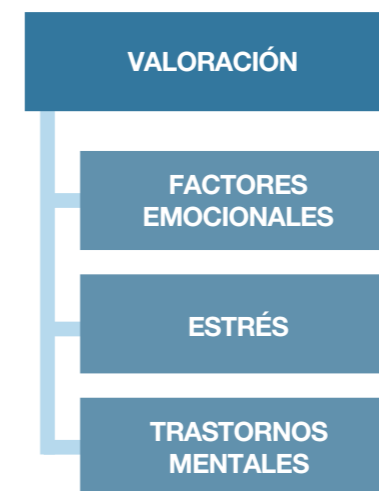 VALORACIÓN
FACTORES
EMOCIONALES
ESTRÉS
TRASTORNOS
MENTALES